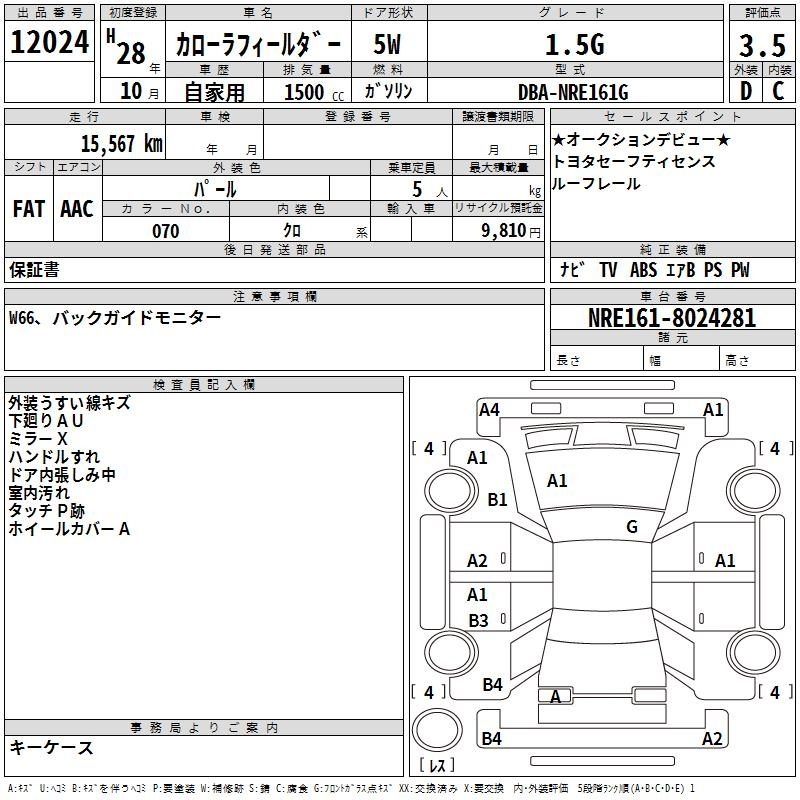 出品番号 初度登録 車名 ドア形状 グレード 評価点
12024 H28年 カローラフィールダー 5W 1.5G 3.5
車歴 排気量 燃料 型式 外装 内装
10月 自家用 1500 CC ガソリン DBA-NRE161G D C
走行 車検 登録番号 譲渡書類期限 セールスポイント
15,567 km 年 月 月 日
★オークションデビュー★
トヨタセーフティセンス
ルーフレール
シフト エアコン 外装色 乗車定員 最大積載量
FAT AAC パール 5 人 kg
カラーNo. 内装色 輸入車 リサイクル預託金
070 クロ 系 9,810 円
後日発送部品 純正装備
保証書 ナビ TV ABS エアB PS PW
注意事項欄 車台番号
W66、バックガイドモニター NRE161-8024281
諸元
長さ 幅 高さ
検査員記入欄
外装うすい線キズ
下廻りAU
ミラーX
ハンドルすれ
ドア内張しみ中
室内汚れ
タッチP跡
ホイールカバーA
事務局よりご案内
キーケース
A4 A1
[ 4 ] A1 [ 4 ]
A1
B1
G
A2 A1
A1
B3
B4
[ 4 ] A [ 4 ]
B4 A2
[ レス ]
A:キズ U:ヘコミ B:キズを伴うヘコミ P:要塗装 W:補修跡 S:錆 C:腐食 G:フロントガラス点キズ XX:交換済み X:要交換 内・外装評価 5段階ランク順(A・B・C・D・E) 1